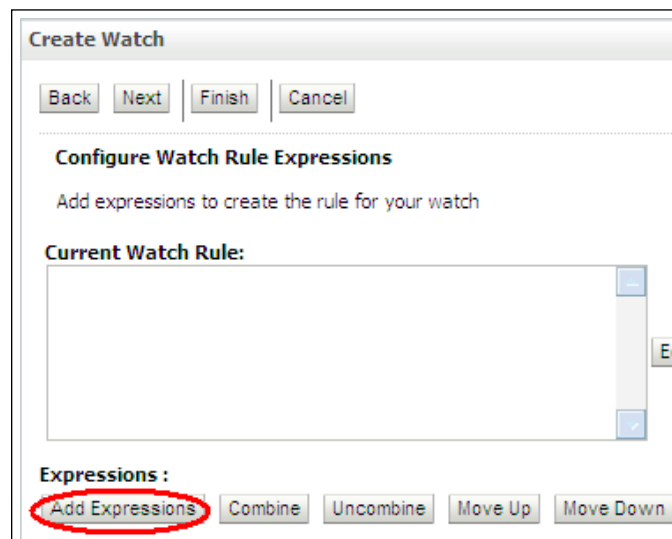 Create Watch
Back Next Finish Cancel
Configure Watch Rule Expressions
Add expressions to create the rule for your watch
Current Watch Rule:
Expressions :
Add Expressions Combine Uncombine Move Up Move Down